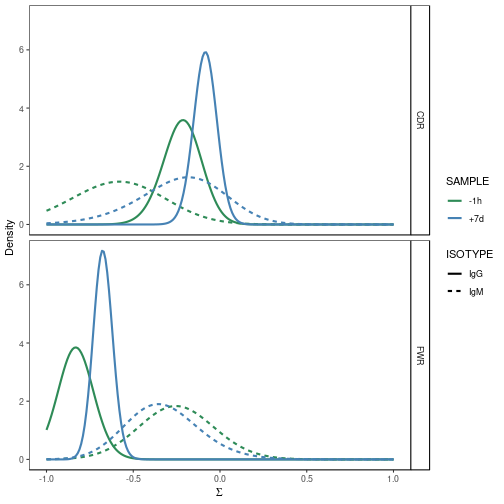 6
4
2
0
CDR
6
4
2
0
FWR
Density
-1.0
-0.5
0.0
0.5
1.0
Σ
SAMPLE
-1h
+7d
ISOTYPE
IgG
IgM